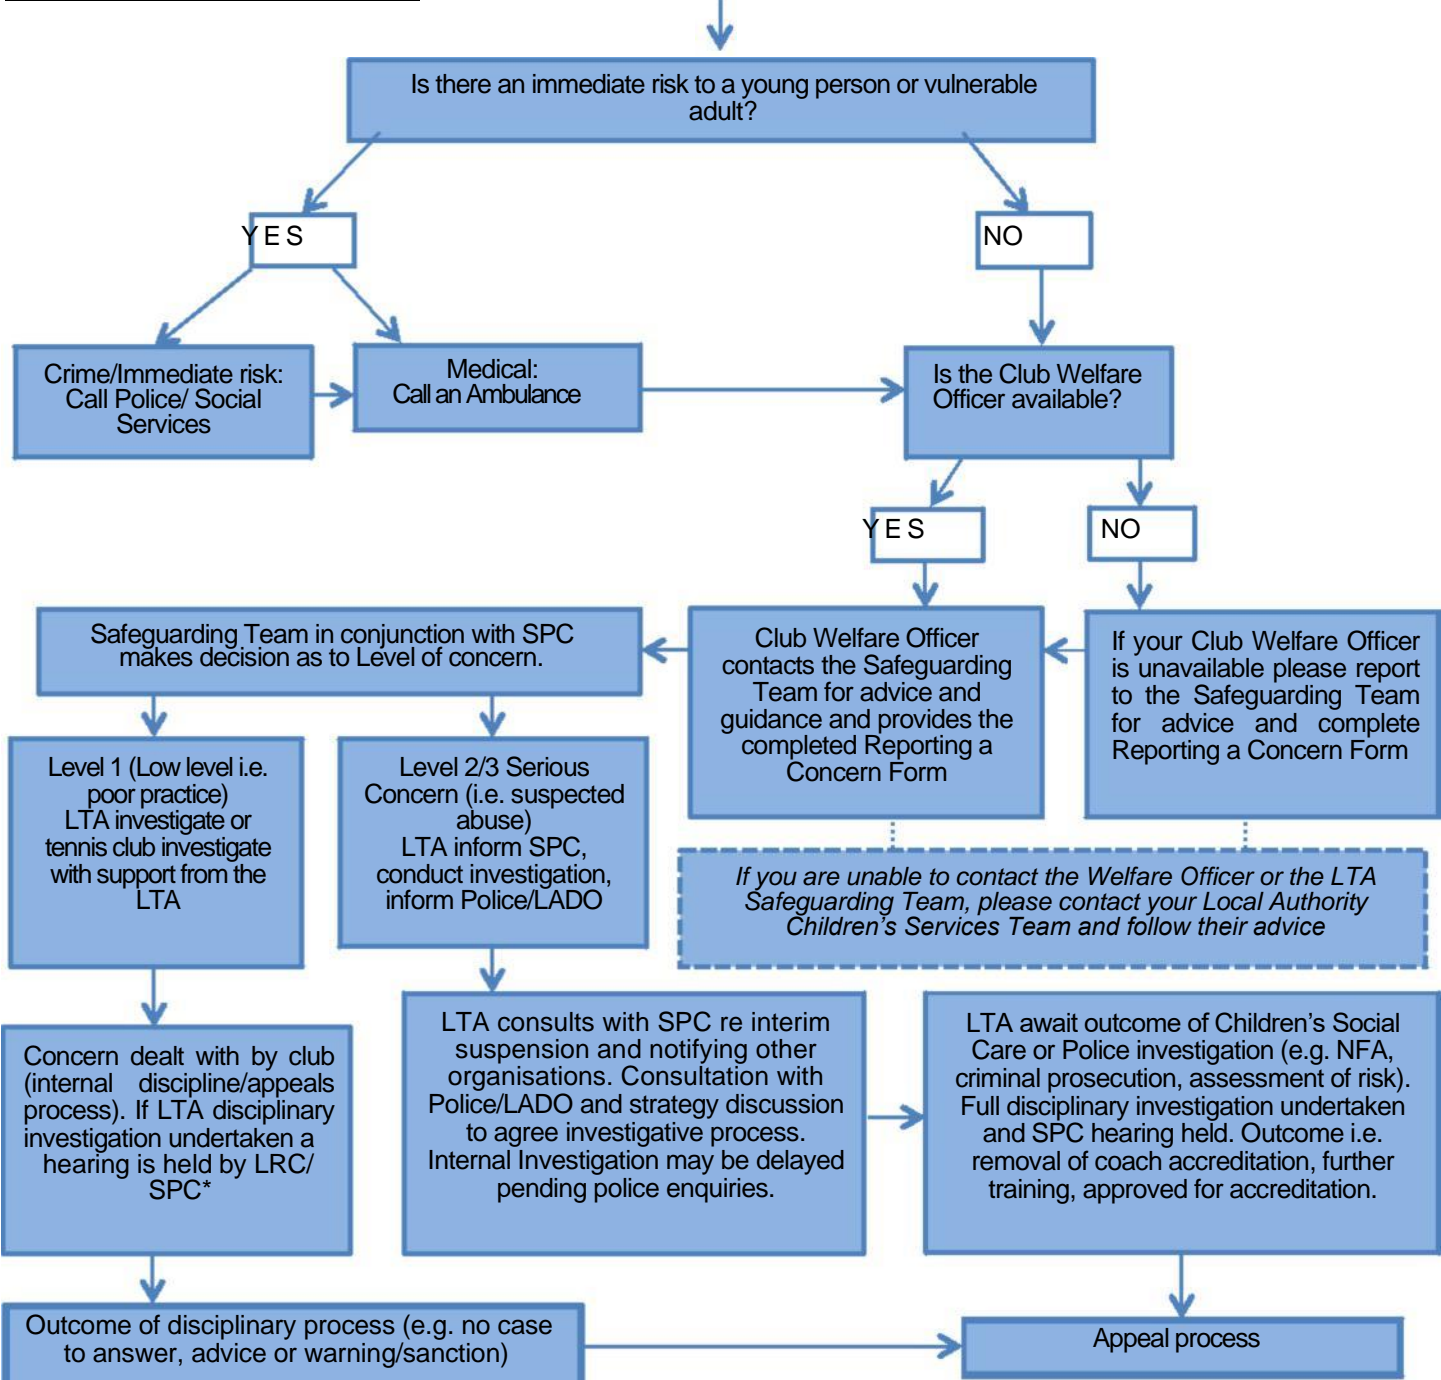 Is there an immediate risk to a young person or vulnerable
adult?
YES
NO
Crime/Immediate risk:
Call Police/ Social
Services
Medical:
Call an Ambulance
Is the Club Welfare
Officer available?
YES
NO
Safeguarding Team in conjunction with SPC
makes decision as to Level of concern.
Club Welfare Officer
contacts the Safeguarding
Team for advice and
guidance and provides the
completed Reporting a
Concern Form
If your Club Welfare Officer
is unavailable please report
to the Safeguarding Team
for advice and complete
Reporting a Concern Form
Level 1 (Low level i.e.
poor practice)
LTA investigate or
tennis club investigate
with support from the
LTA
Level 2/3 Serious
Concern (i.e. suspected
abuse)
LTA inform SPC,
conduct investigation,
inform Police/LADO
If you are unable to contact the Welfare Officer or the LTA
Safeguarding Team, please contact your Local Authority
Children’s Services Team and follow their advice
Concern dealt with by club
(internal discipline/appeals
process). If LTA disciplinary
investigation undertaken a
hearing is held by LRC/
SPC*
LTA consults with SPC re interim
suspension and notifying other
organisations. Consultation with
Police/LADO and strategy discussion
to agree investigative process.
Internal Investigation may be delayed
pending police enquiries.
LTA await outcome of Children’s Social
Care or Police investigation (e.g. NFA,
criminal prosecution, assessment of risk).
Full disciplinary investigation undertaken
and SPC hearing held. Outcome i.e.
removal of coach accreditation, further
training, approved for accreditation.
Outcome of disciplinary process (e.g. no case
to answer, advice or warning/sanction)
Appeal process